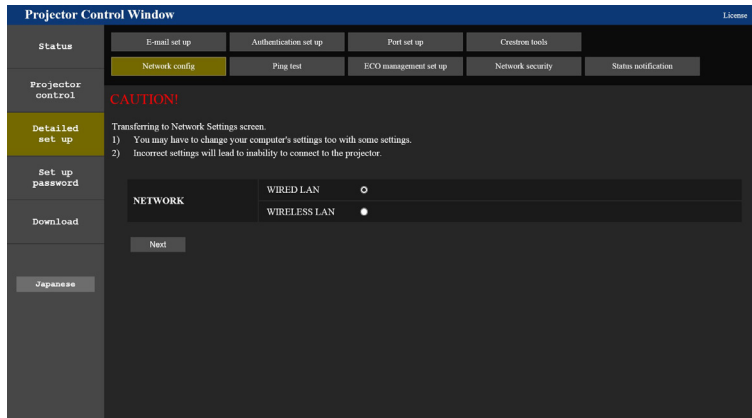 Projector Control Window
License
Status
Projector
control
Detailed
set up
Set up
password
Download
Japanese
E-mail set up
Authentication set up
Port set up
Crestron tools
Network config
Ping test
ECO management set up
Network security
Status notification
CAUTION!
Transferring to Network Settings screen.
1) You may have to change your computer's settings too with some settings.
2) Incorrect settings will lead to inability to connect to the projector.
NETWORK
WIRED LAN
WIRELESS LAN
Next